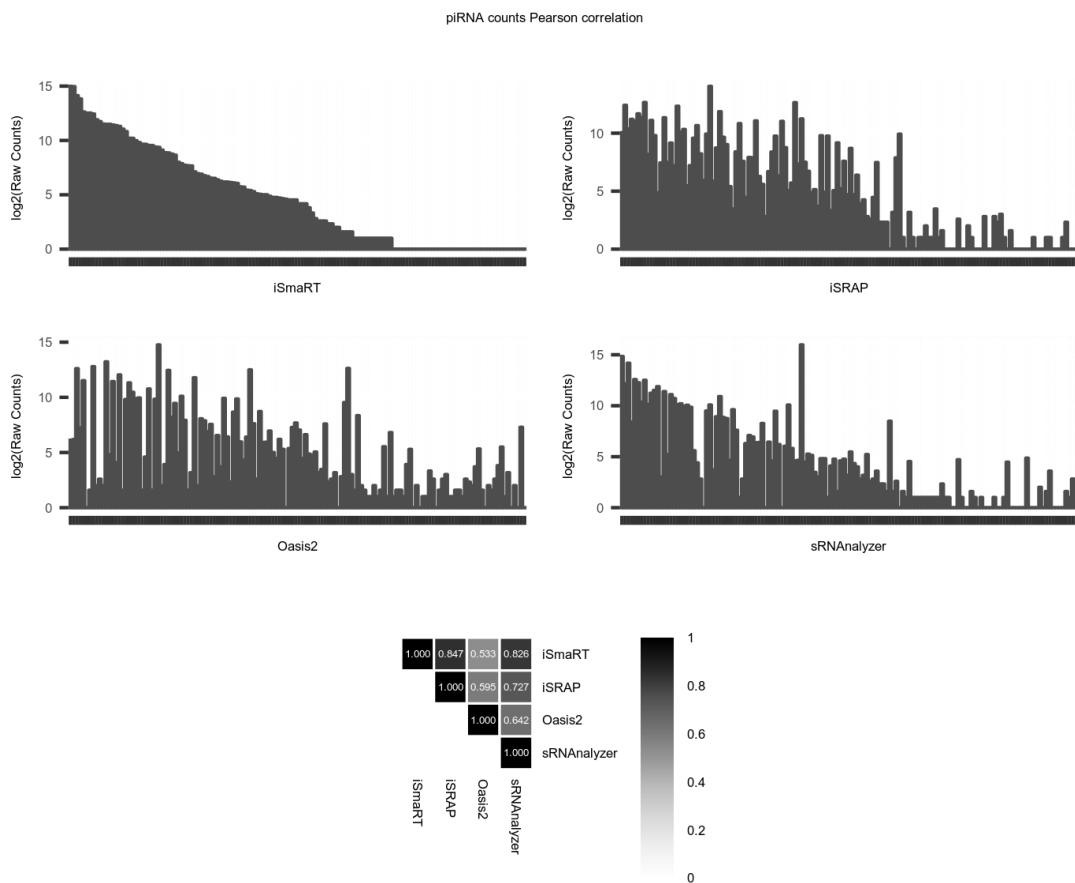 piRNA counts Pearson correlation
log2(Raw Counts)
15
10
5
0
iSmaRT
log2(Raw Counts)
10
5
0
iSRAP
log2(Raw Counts)
15
10
5
0
Oasis2
log2(Raw Counts)
15
10
5
0
sRNAnalyzer
1.000 0.847 0.533 0.826 iSmaRT
1.000 0.595 0.727 iSRAP
1.000 0.642 Oasis2
1.000 sRNAnalyzer
iSmaRT
iSRAP
Oasis2
sRNAnalyzer
1
0.8
0.6
0.4
0.2
0